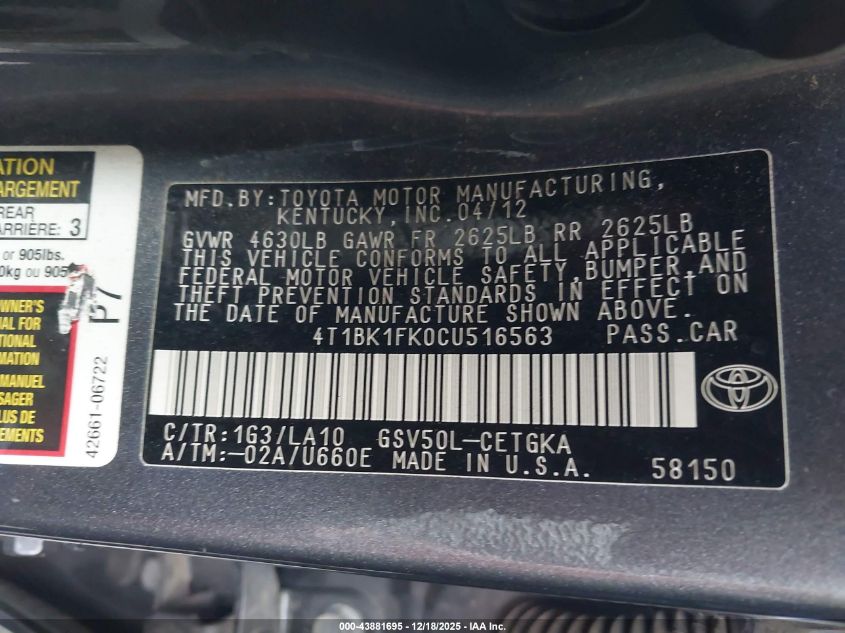 ATION
ARGEMENT
REAR
ARRIÈRE: 3
or 905lbs.
0kg ou 905
OWNER'S
AL FOR
TIONAL
MATION
MANUEL
SAGER
LUS DE
EMENTS
P7
42661-06722
MFD.BY:TOYOTA MOTOR MANUFACTURING,
KENTUCKY,INC.04/12
GVWR 4630LB GAWR FR 2625LB RR 2625LB
THIS VEHICLE CONFORMS TO ALL APPLICABLE
FEDERAL MOTOR VEHICLE SAFETY,BUMPER,AND
THEFT PREVENTION STANDARDS IN EFFECT ON
THE DATE OF MANUFACTURE SHOWN ABOVE.
4T1BK1FK0CU516563 PASS.CAR
C/TR:1G3/LA10 GSV50L-CETGKA
A/TM:-02A/U660E MADE IN U.S.A. 58150
000-43881695 - 12/18/2025 - IAA Inc.